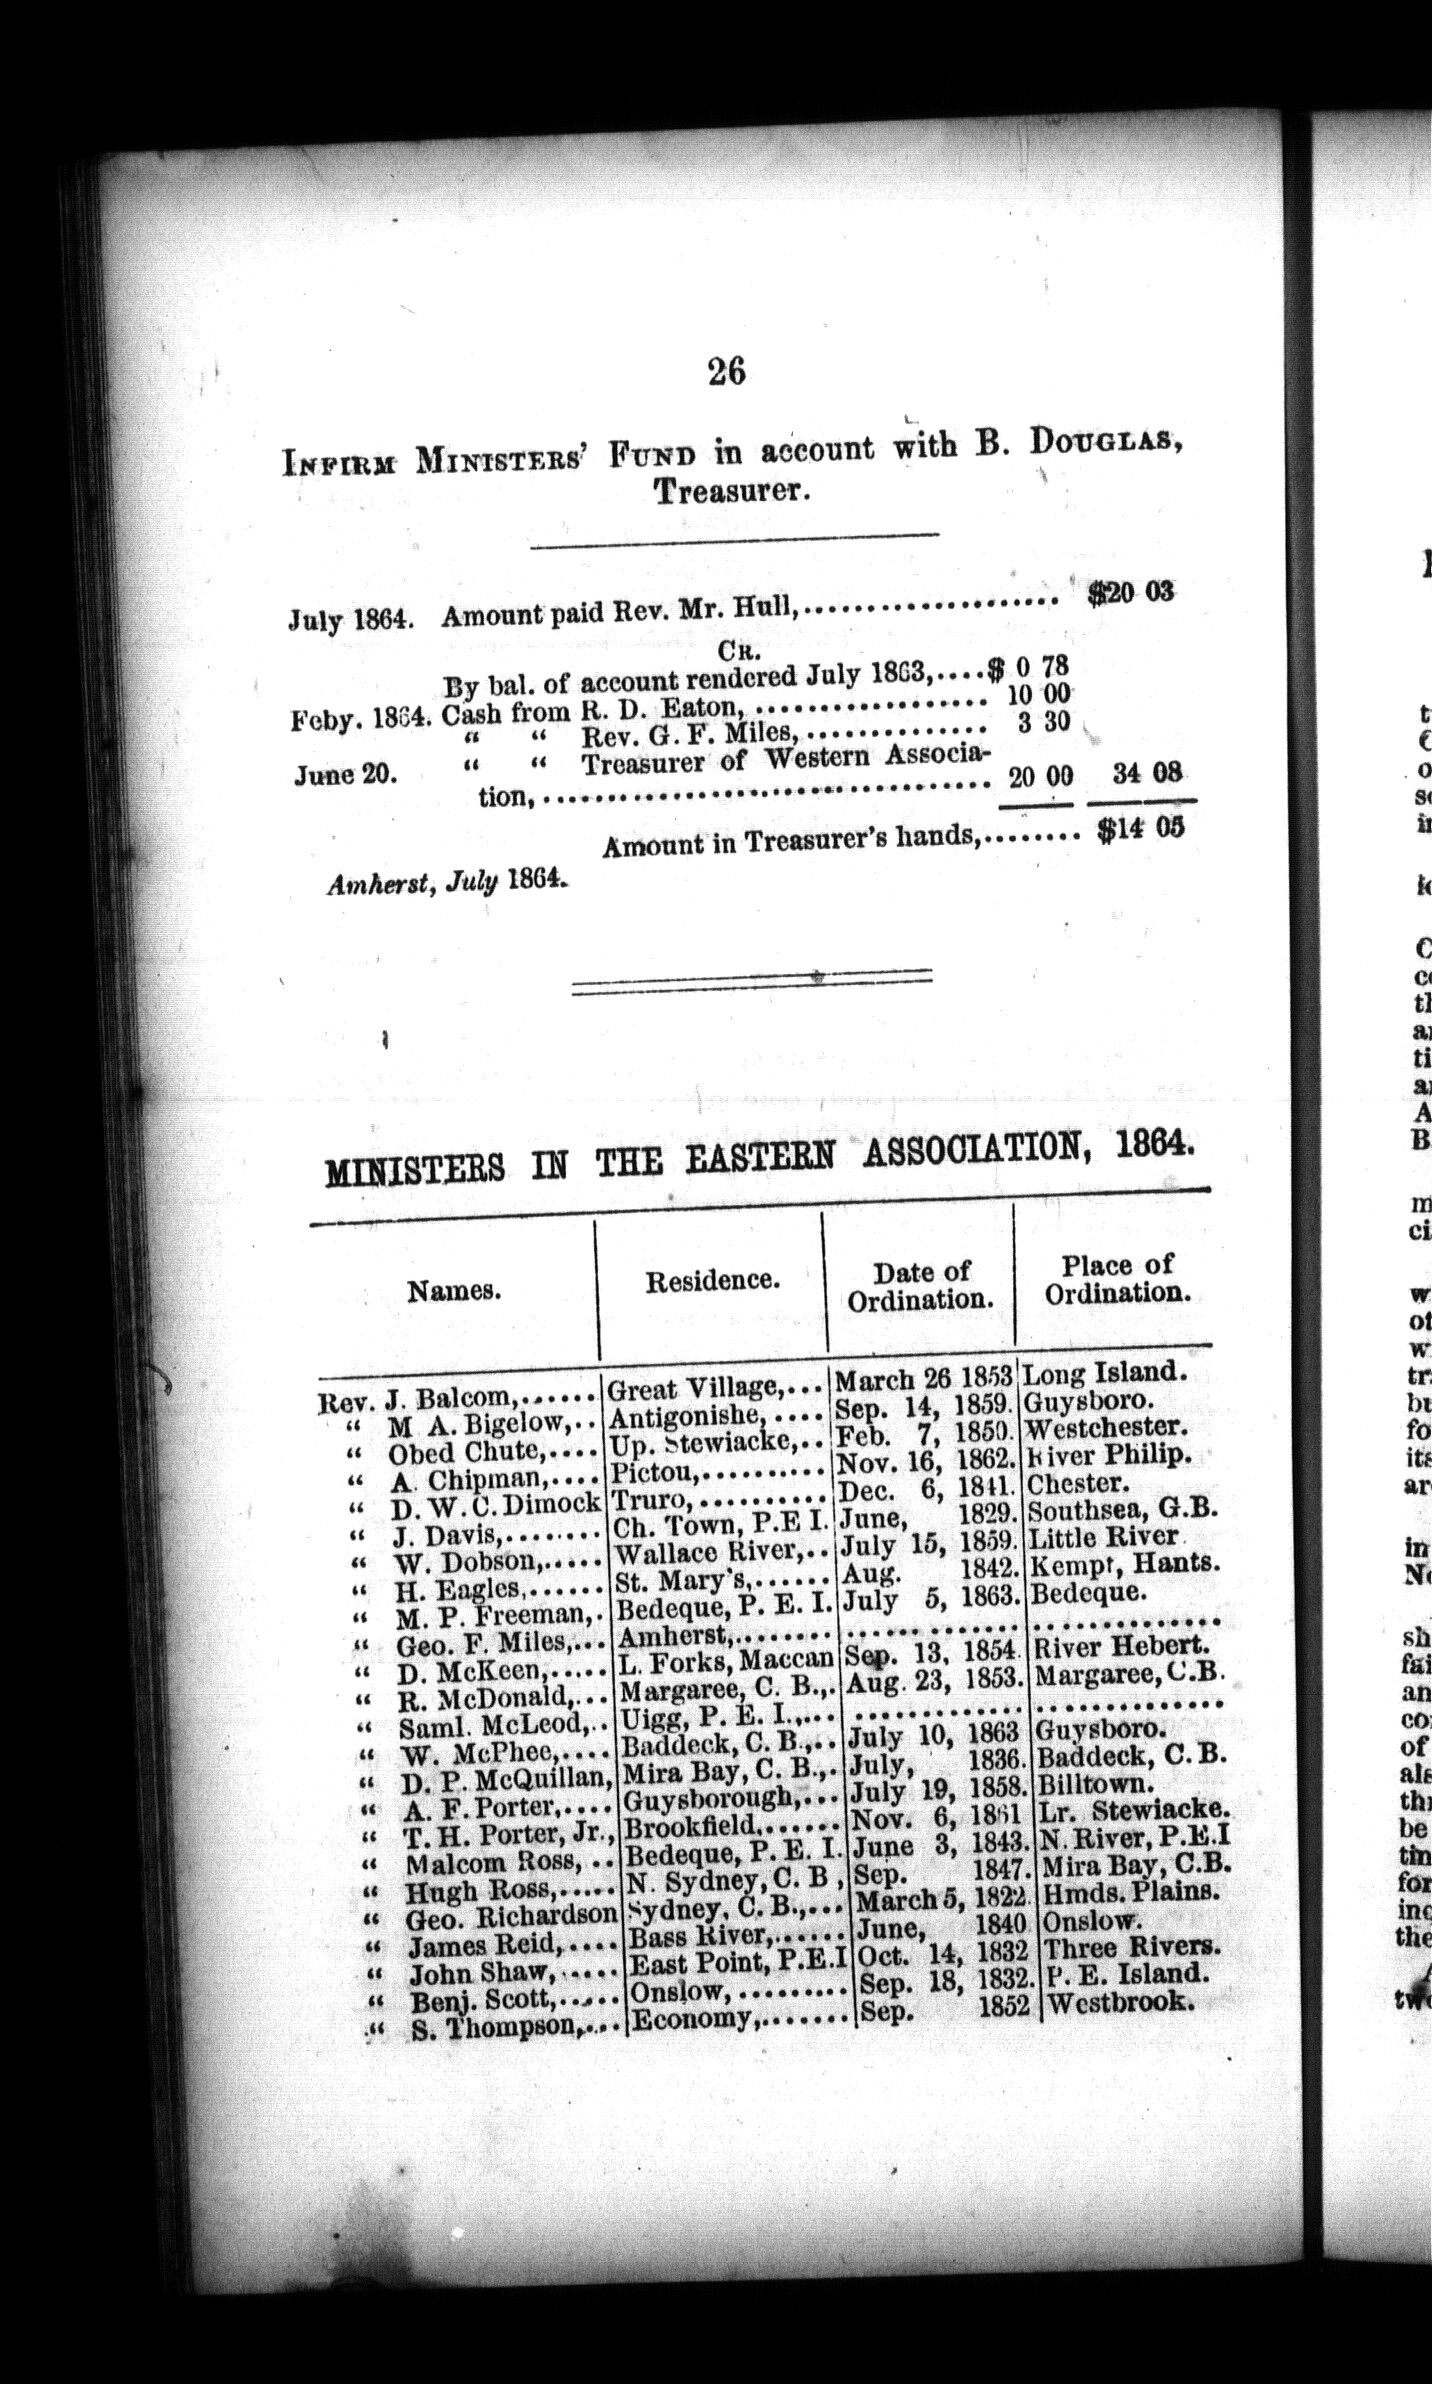 26
INFIRM MINISTERS' FUND in account with B. DOUGLAS,
Treasurer.
July 1864. Amount paid Rev. Mr. Hull,.................... $20 03
CR.
By bal. of account rendered July 1863,....$ 0 78
Feby. 1864. Cash from R. D. Eaton, ................... 10 00
“ “ Rev. G. F. Miles,............... 3 30
June 20. “ “ Treasurer of Western Associa-
tion,................................... 20 00 34 08
Amount in Treasurer's hands,........ $14 05
Amherst, July 1864.
MINISTERS IN THE EASTERN ASSOCIATION, 1864.
Names. Residence. Date of Ordination. Place of Ordination.
Rev. J. Balcom,...... Great Village,... March 26 1853 Long Island.
“ M A. Bigelow,.. Antigonishe, .... Sep. 14, 1859. Guysboro.
“ Obed Chute,.... Up. Stewiacke,.. Feb. 7, 1850. Westchester.
“ A. Chipman,.... Pictou,.......... Nov. 16, 1862. River Philip.
“ D. W. C. Dimock Truro,.......... Dec. 6, 1841. Chester.
“ J. Davis,........ Ch. Town, P.E I. June, 1829. Southsea, G.B.
“ W. Dobson,..... Wallace River,.. July 15, 1859. Little River
“ H. Eagles,...... St. Mary's,...... Aug. 1842. Kempt, Hants.
“ M. P. Freeman,. Bedeque, P. E. I. July 5, 1863. Bedeque.
“ Geo. F. Miles,... Amherst,........ ............. ..............
“ D. McKeen,..... L. Forks, Maccan Sep. 13, 1854. River Hebert.
“ R. McDonald,... Margaree, C. B.,. Aug. 23, 1853. Margaree, C.B.
“ Saml. McLeod,.. Uigg, P. E. I.,... ............. ..............
“ W. McPhee,.... Baddeck, C. B.,.. July 10, 1863 Guysboro.
“ D. P. McQuillan, Mira Bay, C. B.,. July, 1836. Baddeck, C. B.
“ A. F. Porter,.... Guysborough,... July 19, 1858. Billtown.
“ T. H. Porter, Jr., Brookfield,...... Nov. 6, 1861 Lr. Stewiacke.
“ Malcom Ross, .. Bedeque, P. E. I. June 3, 1843. N. River, P.E.I
“ Hugh Ross,..... N. Sydney, C. B , Sep. 1847. Mira Bay, C.B.
“ Geo. Richardson Sydney, C. B.,... March 5, 1822. Hmds. Plains.
“ James Reid,.... Bass River,...... June, 1840 Onslow.
“ John Shaw,..... East Point, P.E.I Oct. 14, 1832 Three Rivers.
“ Benj. Scott,..... Onslow,......... Sep. 18, 1832. P. E. Island.
“ S. Thompson,.... Economy,....... Sep. 1852 Westbrook.